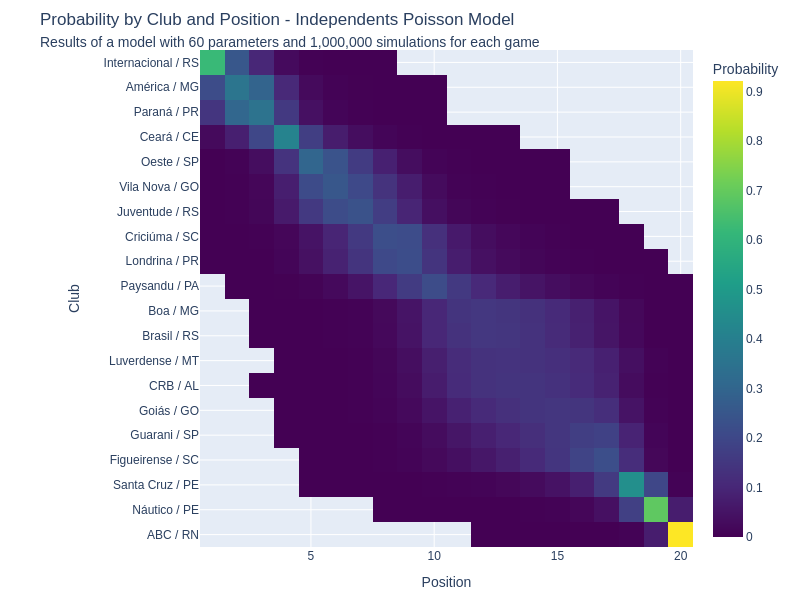 Probability by Club and Position - Independents Poisson Model
Results of a model with 60 parameters and 1,000,000 simulations for each game
Probability
Internacional / RS
América / MG
Paraná / PR
Ceará / CE
Oeste / SP
Vila Nova / GO
Juventude / RS
Criciúma / SC
Londrina / PR
Paysandu / PA
Boa / MG
Brasil / RS
Luverdense / MT
CRB / AL
Goiás / GO
Guarani / SP
Figueirense / SC
Santa Cruz / PE
Náutico / PE
ABC / RN
Club
5
10
15
20
Position
0.9
0.8
0.7
0.6
0.5
0.4
0.3
0.2
0.1
0